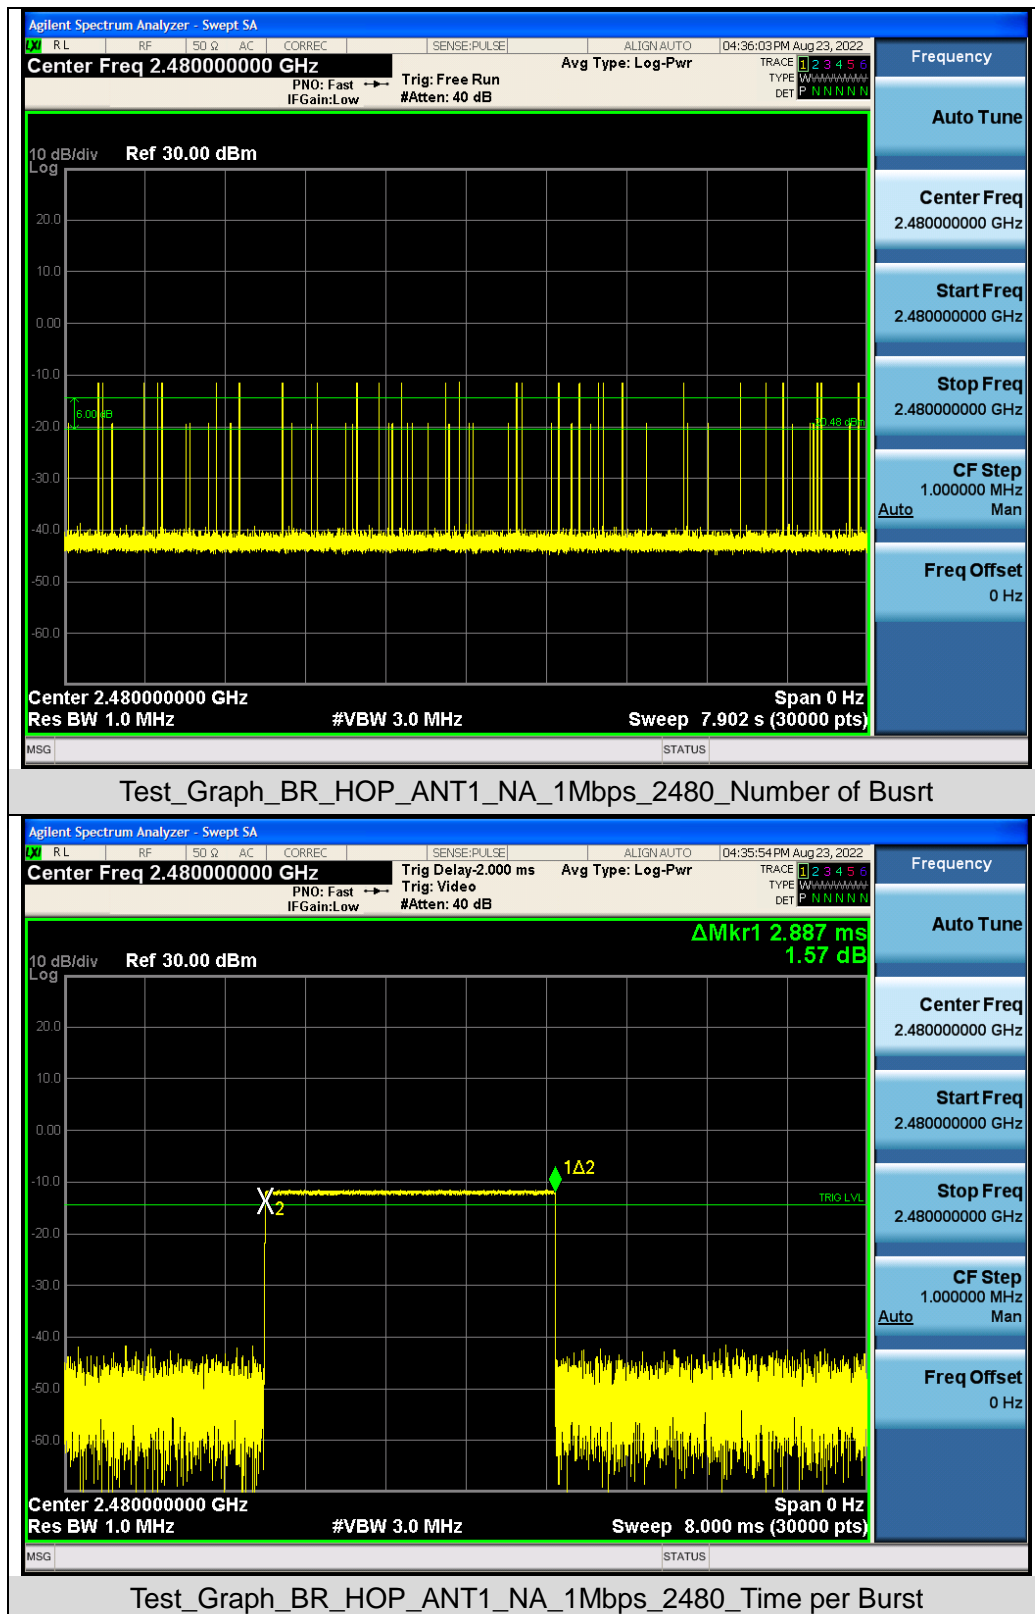 Agilent Spectrum Analyzer - Swept SA
LXI RL RF 50 Ω AC CORREC SENSE:PULSE ALIGN AUTO 04:36:03 PM Aug 23, 2022
Center Freq 2.480000000 GHz
PNO: Fast
IFGain:Low
Trig: Free Run
#Atten: 40 dB
Avg Type: Log-Pwr
TRACE 1 2 3 4 5 6
TYPE W
DET P N N N N N
10 dB/div Ref 30.00 dBm
Log
20.0
10.0
0.00
-10.0
6.00 dB
-20.0
-30.0
-40.0
-50.0
-60.0
Center 2.480000000 GHz Span 0 Hz
Res BW 1.0 MHz #VBW 3.0 MHz Sweep 7.902 s (30000 pts)
MSG STATUS
Frequency
Auto Tune
Center Freq
2.480000000 GHz
Start Freq
2.480000000 GHz
Stop Freq
2.480000000 GHz
CF Step
1.000000 MHz
Auto Man
Freq Offset
0 Hz
Test_Graph_BR_HOP_ANT1_NA_1Mbps_2480_Number of Busrt
Agilent Spectrum Analyzer - Swept SA
LXI RL RF 50 Ω AC CORREC SENSE:PULSE ALIGN AUTO 04:35:54 PM Aug 23, 2022
Center Freq 2.480000000 GHz
PNO: Fast
IFGain:Low
Trig Delay-2.000 ms
Trig: Video
#Atten: 40 dB
Avg Type: Log-Pwr
TRACE 1 2 3 4 5 6
TYPE W
DET P N N N N N
ΔMkr1 2.887 ms
1.57 dB
10 dB/div Ref 30.00 dBm
Log
20.0
10.0
0.00
-10.0
1Δ2
2
TRIG LVL
-20.0
-30.0
-40.0
-50.0
-60.0
Center 2.480000000 GHz Span 0 Hz
Res BW 1.0 MHz #VBW 3.0 MHz Sweep 8.000 ms (30000 pts)
MSG STATUS
Frequency
Auto Tune
Center Freq
2.480000000 GHz
Start Freq
2.480000000 GHz
Stop Freq
2.480000000 GHz
CF Step
1.000000 MHz
Auto Man
Freq Offset
0 Hz
Test_Graph_BR_HOP_ANT1_NA_1Mbps_2480_Time per Burst